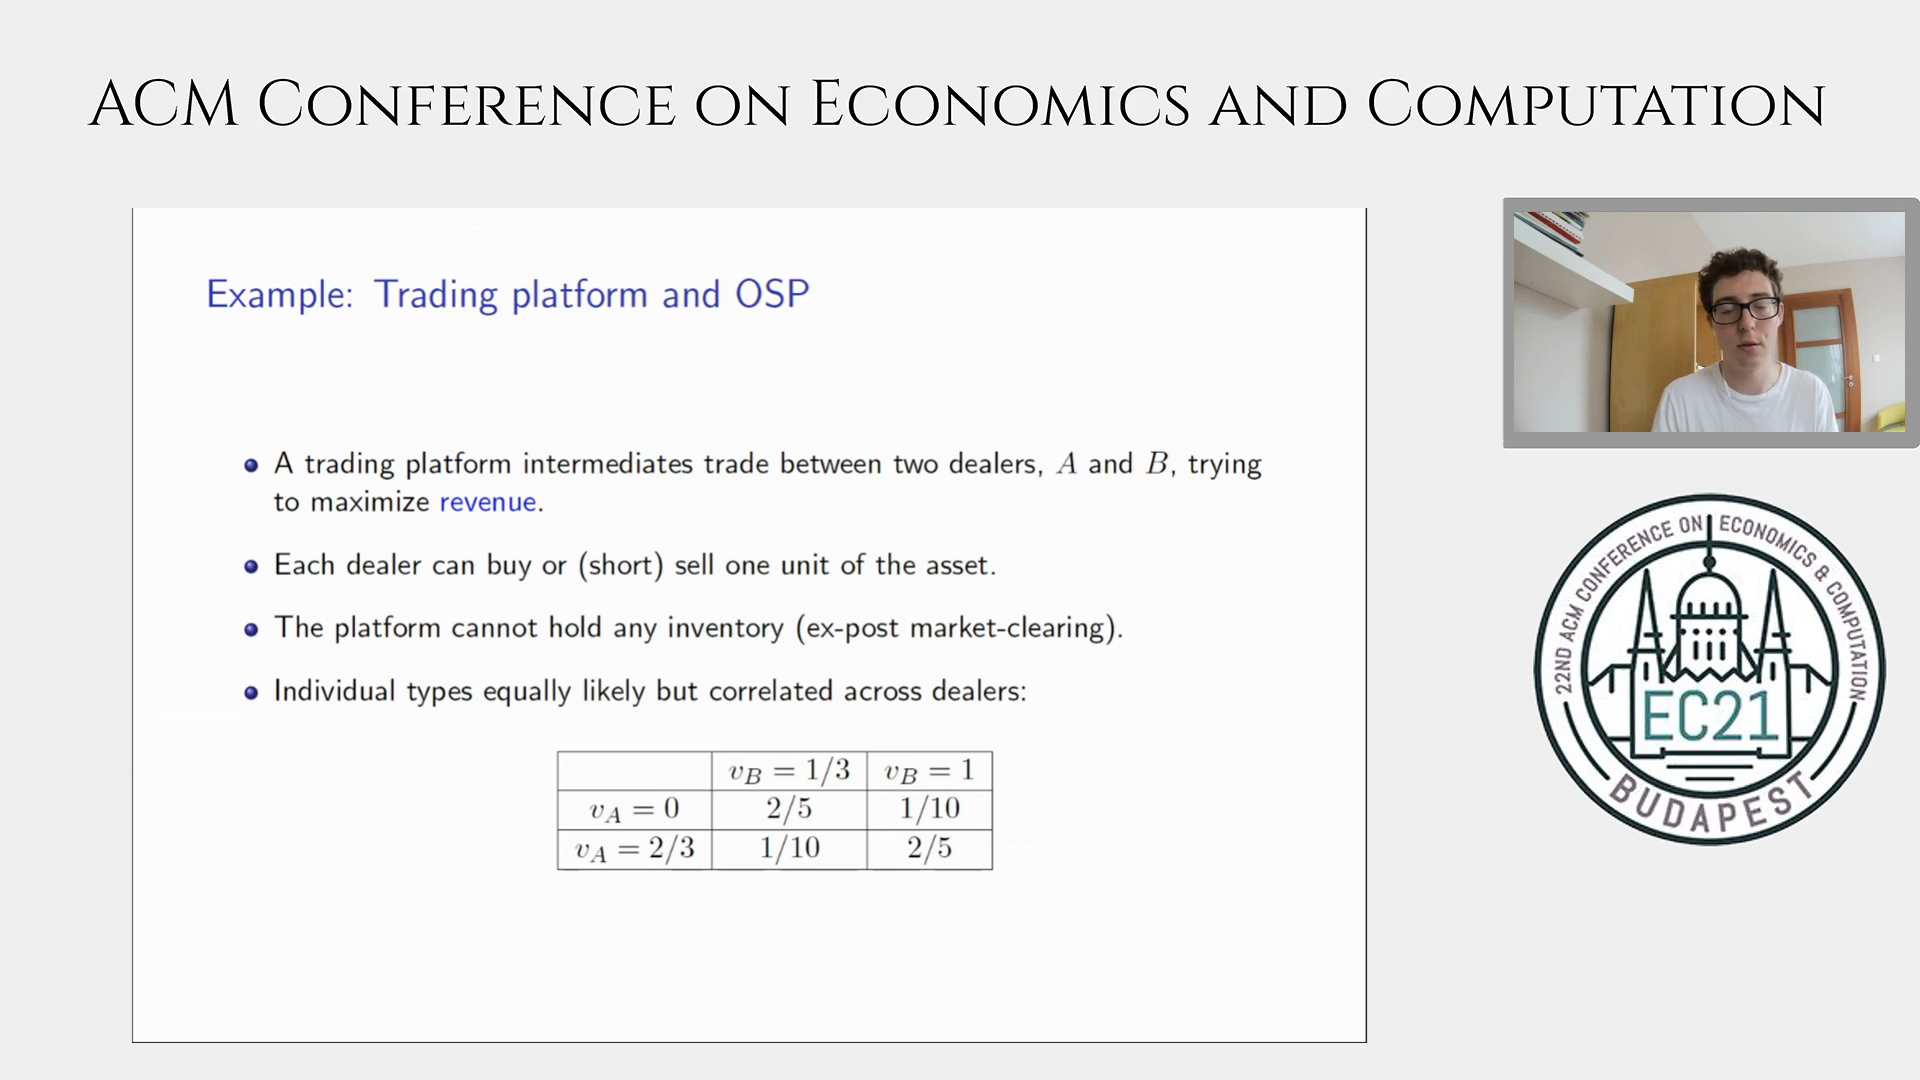 ACM Conference on Economics and Computation
Example: Trading platform and OSP
A trading platform intermediates trade between two dealers, A and B, trying
to maximize revenue.
Each dealer can buy or (short) sell one unit of the asset.
The platform cannot hold any inventory (ex-post market-clearing).
Individual types equally likely but correlated across dealers:
v_B = 1/3 v_B = 1
v_A = 0 2/5 1/10
v_A = 2/3 1/10 2/5
22ND ACM CONFERENCE ON ECONOMICS & COMPUTATION
EC21
BUDAPEST